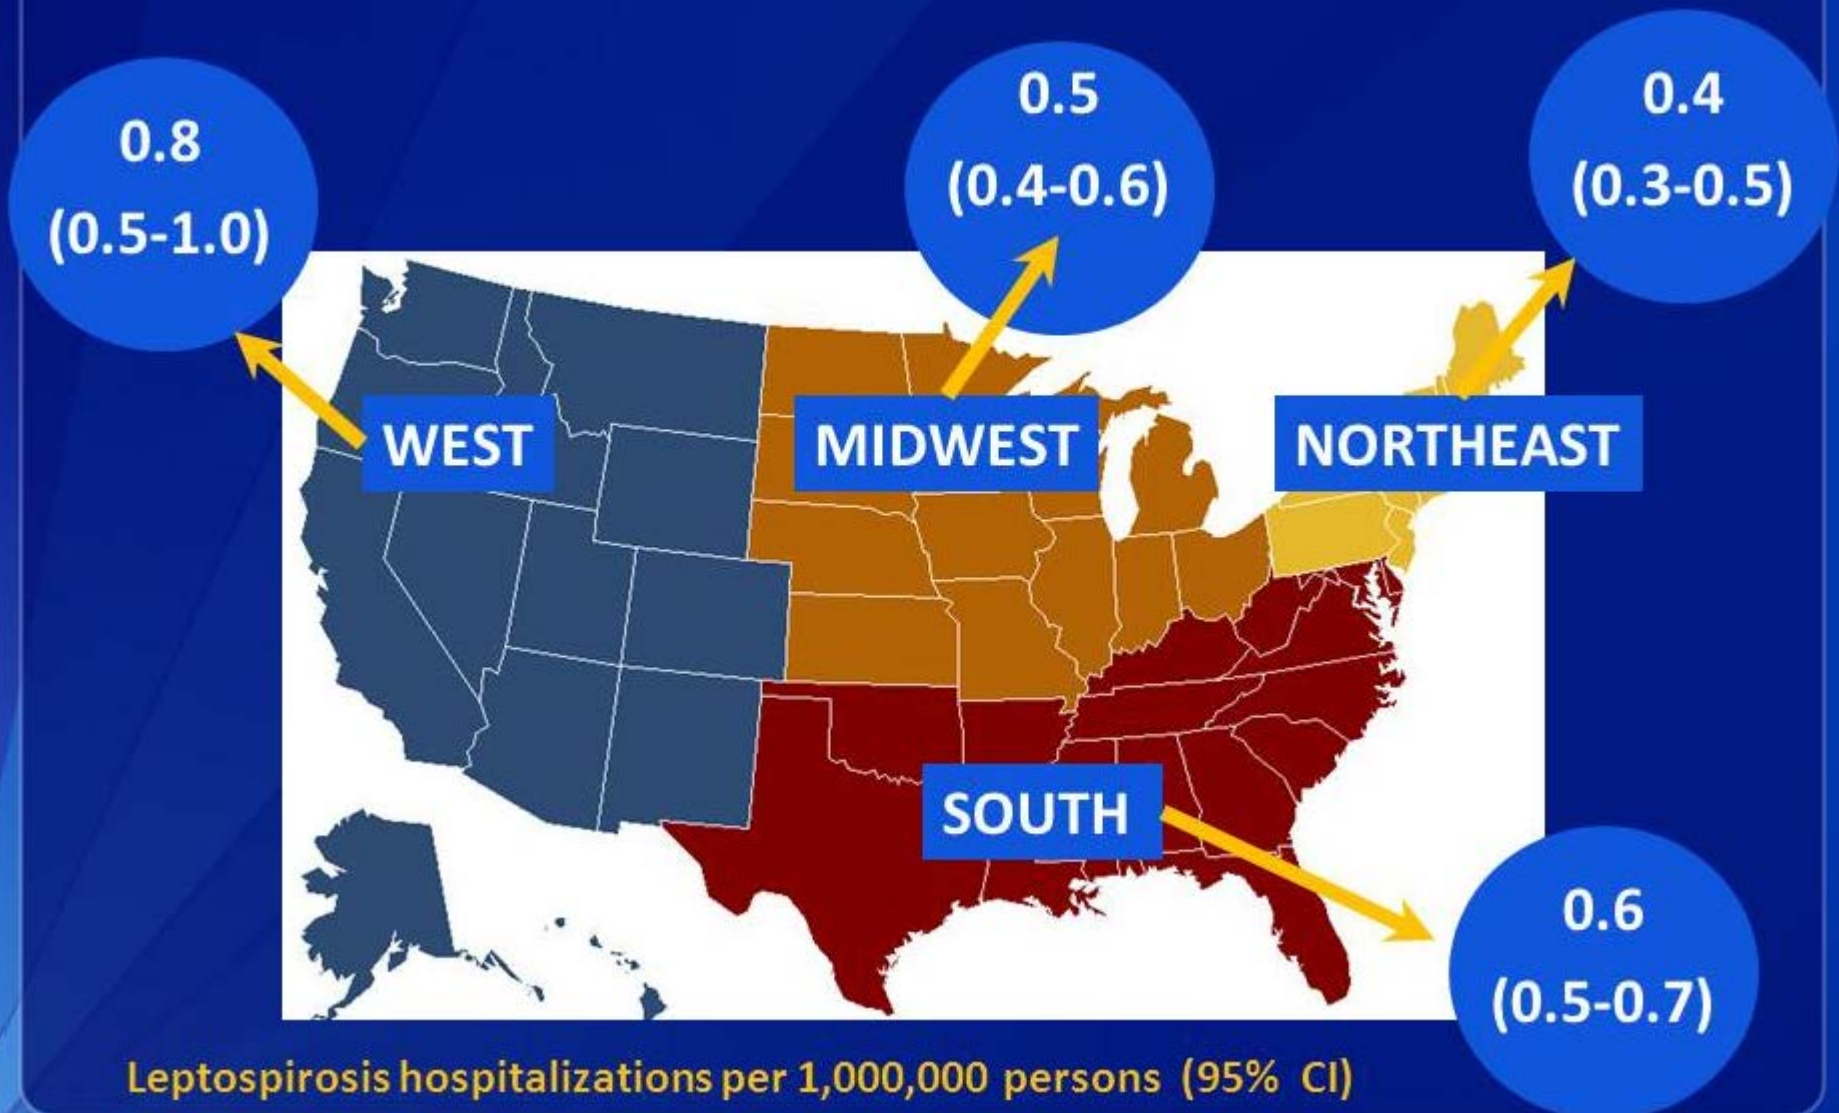 0.8
(0.5-1.0)
0.5
(0.4-0.6)
0.4
(0.3-0.5)
WEST
MIDWEST
NORTHEAST
SOUTH
0.6
(0.5-0.7)
Leptospirosis hospitalizations per 1,000,000 persons (95% CI)